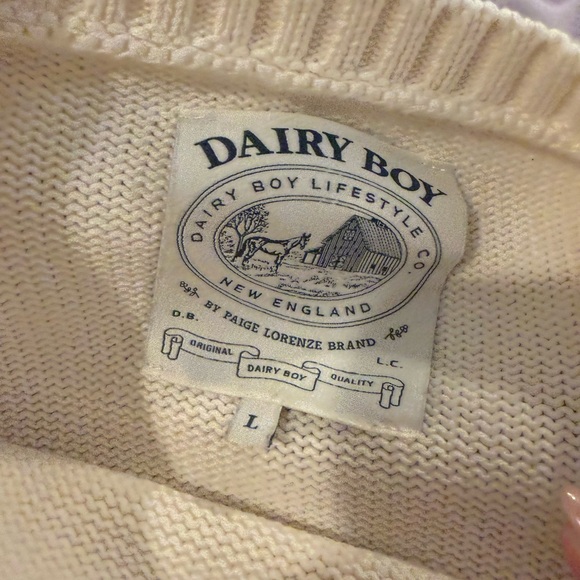 DAIRY BOY
DAIRY BOY LIFESTYLE CO.
NEW ENGLAND
BY PAIGE LORENZE BRAND
D.B.
L.C.
ORIGINAL
DAIRY BOY
QUALITY
L